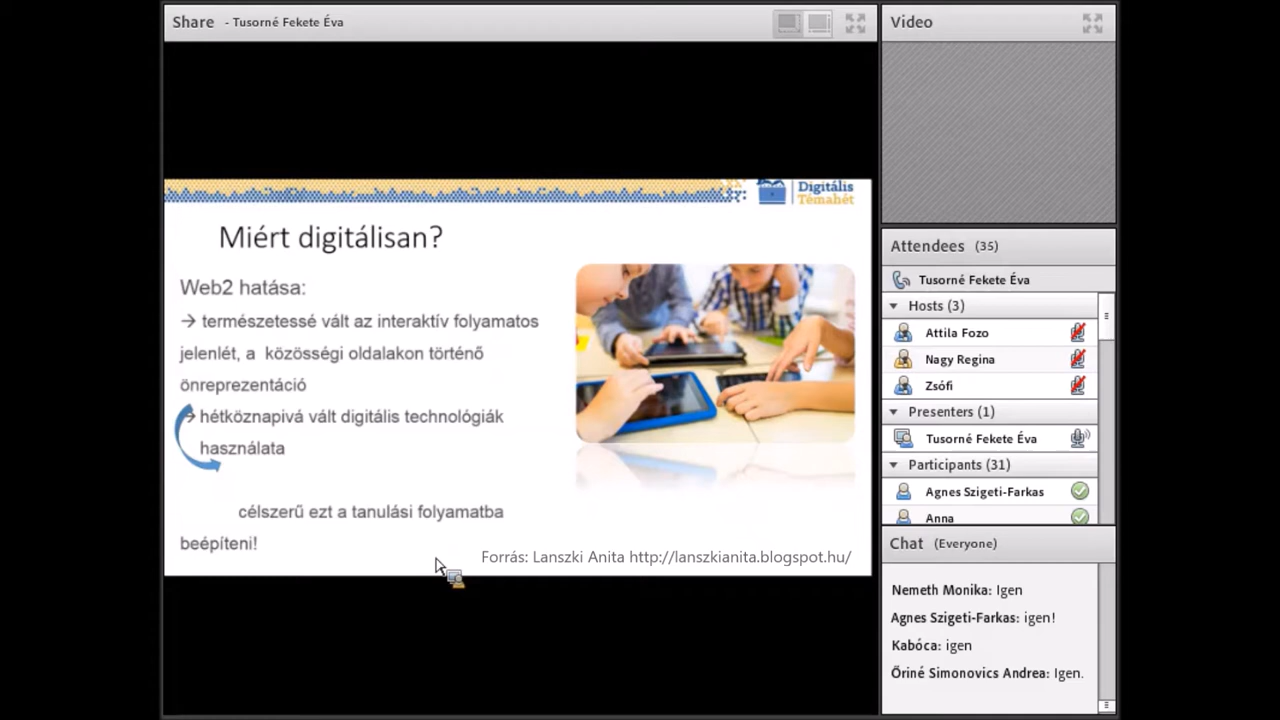 Share - Tusorné Fekete Éva
Digitális
Témahét
Miért digitálisan?
Web2 hatása:
→ természetessé vált az interaktív folyamatos
jelenlét, a közösségi oldalakon történő
önreprezentáció
→ hétköznapivá vált digitális technológiák
használata
célszerű ezt a tanulási folyamatba
beépíteni!
Forrás: Lanszki Anita http://lanszkianita.blogspot.hu/
Video
Attendees (35)
Tusorné Fekete Éva
Hosts (3)
Attila Fozo
Nagy Regina
Zsófi
Presenters (1)
Tusorné Fekete Éva
Participants (31)
Agnes Szigeti-Farkas
Anna
Chat (Everyone)
Nemeth Monika: Igen
Agnes Szigeti-Farkas: igen!
Kabóca: igen
Őriné Simonovics Andrea: Igen.